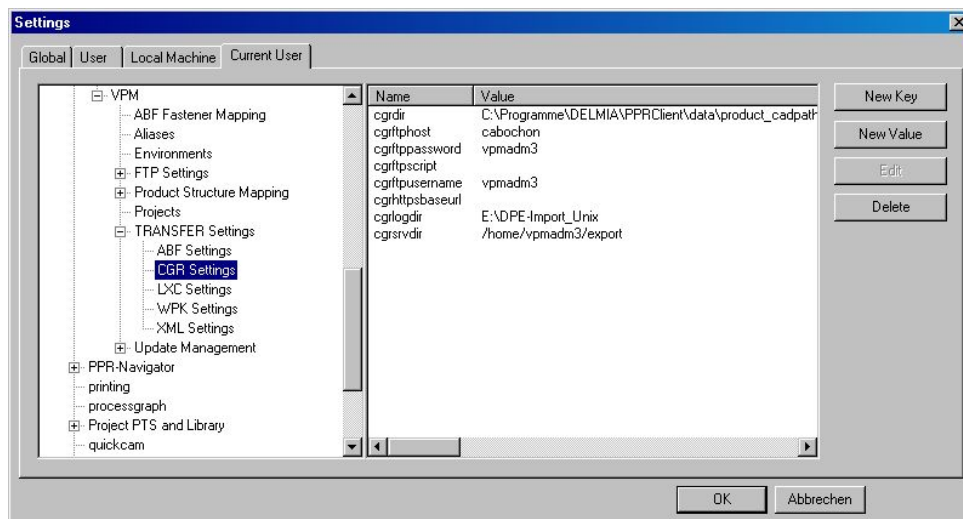 Settings
Global User Local Machine Current User
VPM
ABF Fastener Mapping
Aliases
Environments
FTP Settings
Product Structure Mapping
Projects
TRANSFER Settings
ABF Settings
CGR Settings
LXC Settings
WPK Settings
XML Settings
Update Management
PPR-Navigator
printing
processgraph
Project PTS and Library
quickcam
Name Value
cgrdir C:\Programme\DELMIA\PPRClient\data\product_cadpath
cgrftphost cabochon
cgrftppassword vpmadm3
cgrftpscript
cgrftpusername vpmadm3
cgrhttpsbaseurl
cgrlogdir E:\DPE-Import_Unix
cgrsrvdir /home/vpmadm3/export
New Key
New Value
Edit
Delete
OK Abbrechen